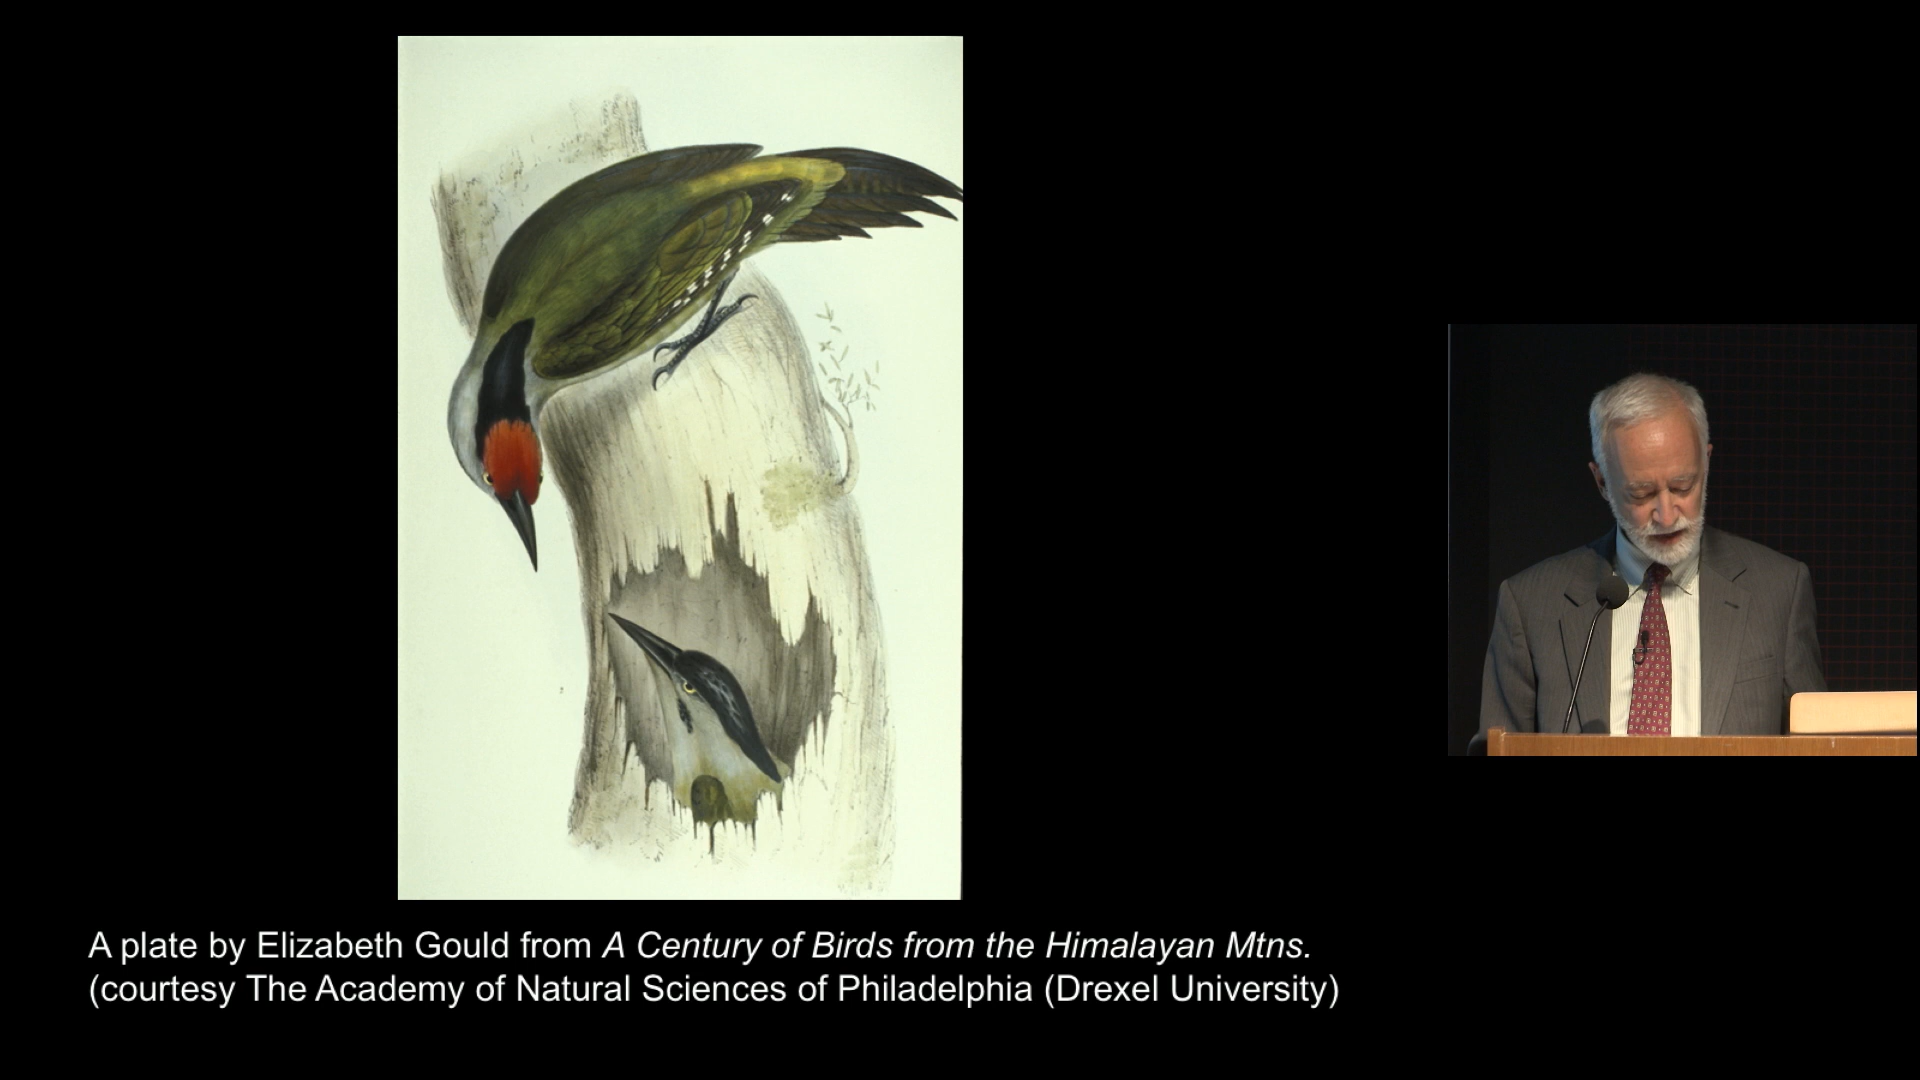 A plate by Elizabeth Gould from A Century of Birds from the Himalayan Mtns.
(courtesy The Academy of Natural Sciences of Philadelphia (Drexel University)